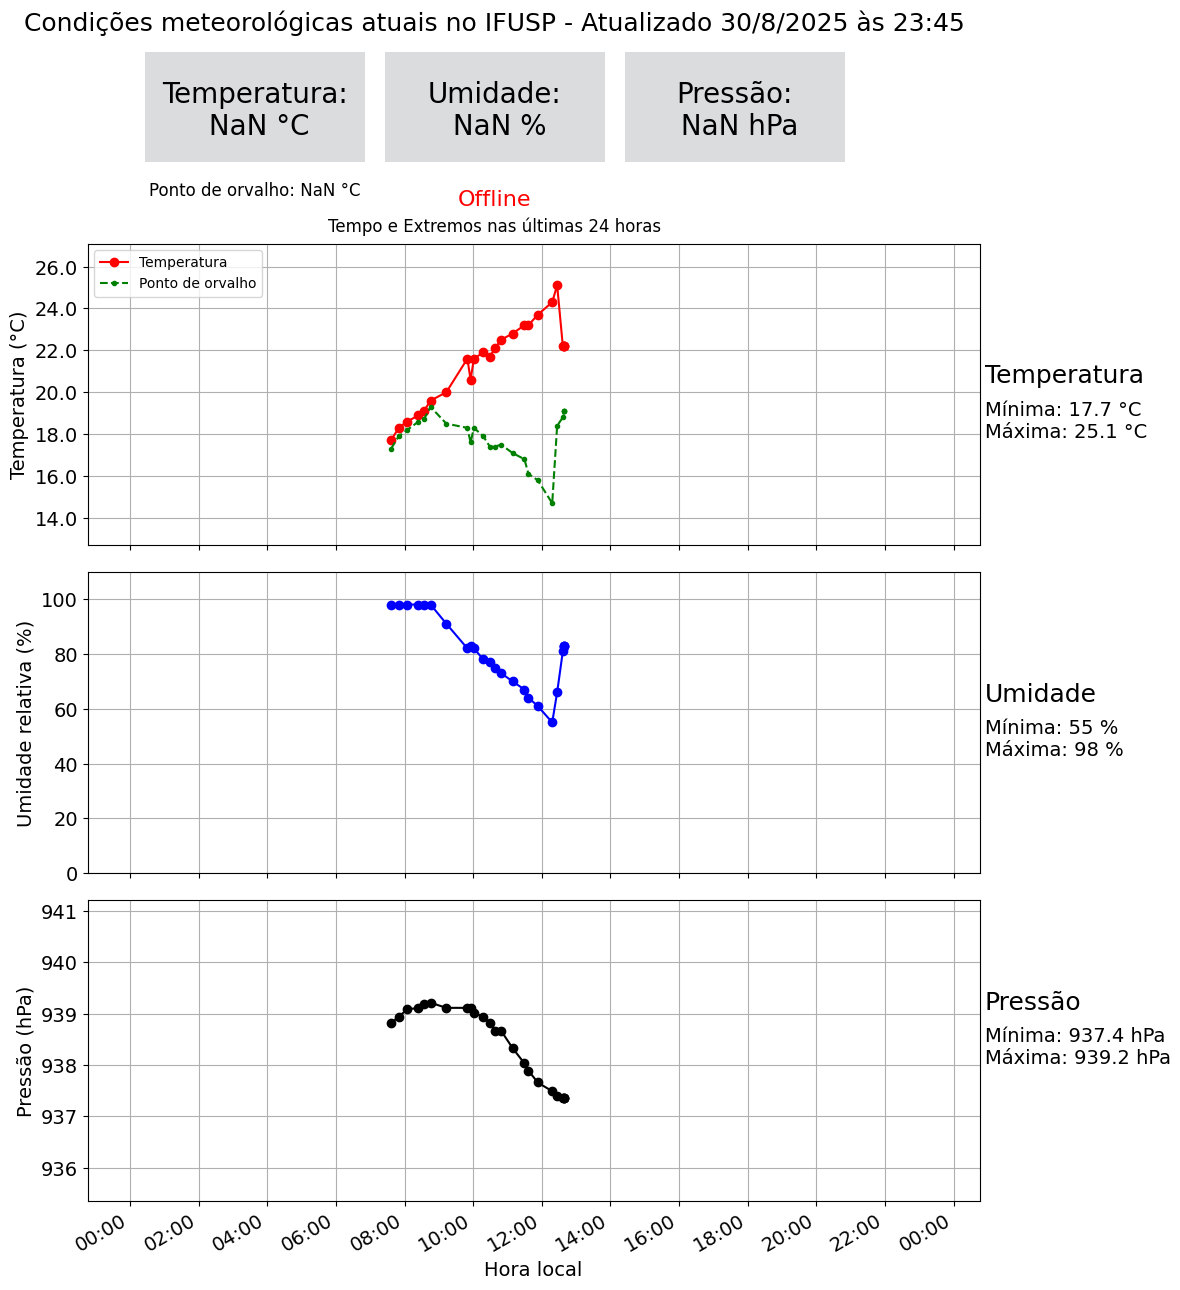 Condições meteorológicas atuais no IFUSP - Atualizado 30/8/2025 às 23:45
Temperatura:
NaN °C
Umidade:
NaN %
Pressão:
NaN hPa
Ponto de orvalho: NaN °C
Offline
Tempo e Extremos nas últimas 24 horas
Temperatura
Ponto de orvalho
Temperatura (°C)
26.0
24.0
22.0
20.0
18.0
16.0
14.0
Temperatura
Mínima: 17.7 °C
Máxima: 25.1 °C
Umidade relativa (%)
100
80
60
40
20
0
Umidade
Mínima: 55 %
Máxima: 98 %
Pressão (hPa)
941
940
939
938
937
936
Pressão
Mínima: 937.4 hPa
Máxima: 939.2 hPa
00:00 02:00 04:00 06:00 08:00 10:00 12:00 14:00 16:00 18:00 20:00 22:00 00:00
Hora local